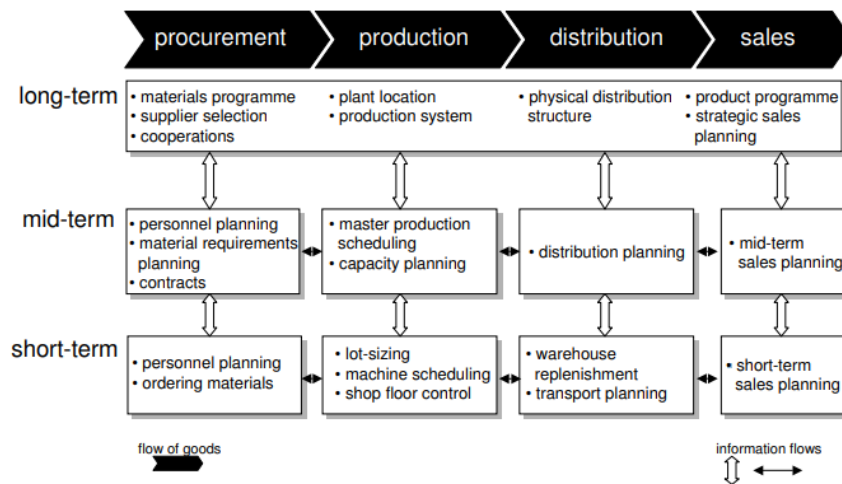 procurement production distribution sales
long-term
• materials programme
• supplier selection
• cooperations
• plant location
• production system
• physical distribution
structure
• product programme
• strategic sales
planning
mid-term
• personnel planning
• material requirements
planning
• contracts
• master production
scheduling
• capacity planning
• distribution planning
• mid-term
sales planning
short-term
• personnel planning
• ordering materials
• lot-sizing
• machine scheduling
• shop floor control
• warehouse
replenishment
• transport planning
• short-term
sales planning
flow of goods
information flows